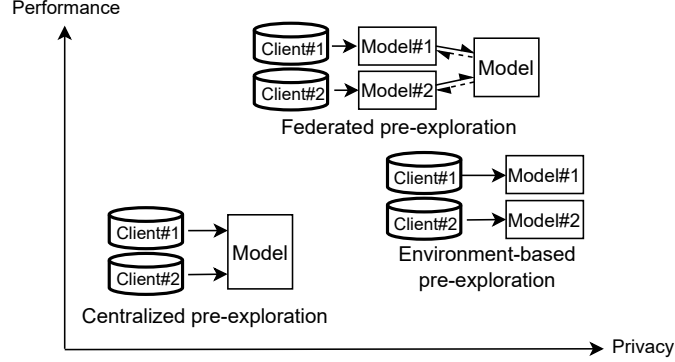 Performance
Client#1
Model#1
Client#2
Model#2
Model
Federated pre-exploration
Client#1
Model#1
Client#2
Model#2
Environment-based
pre-exploration
Client#1
Client#2
Model
Centralized pre-exploration
Privacy